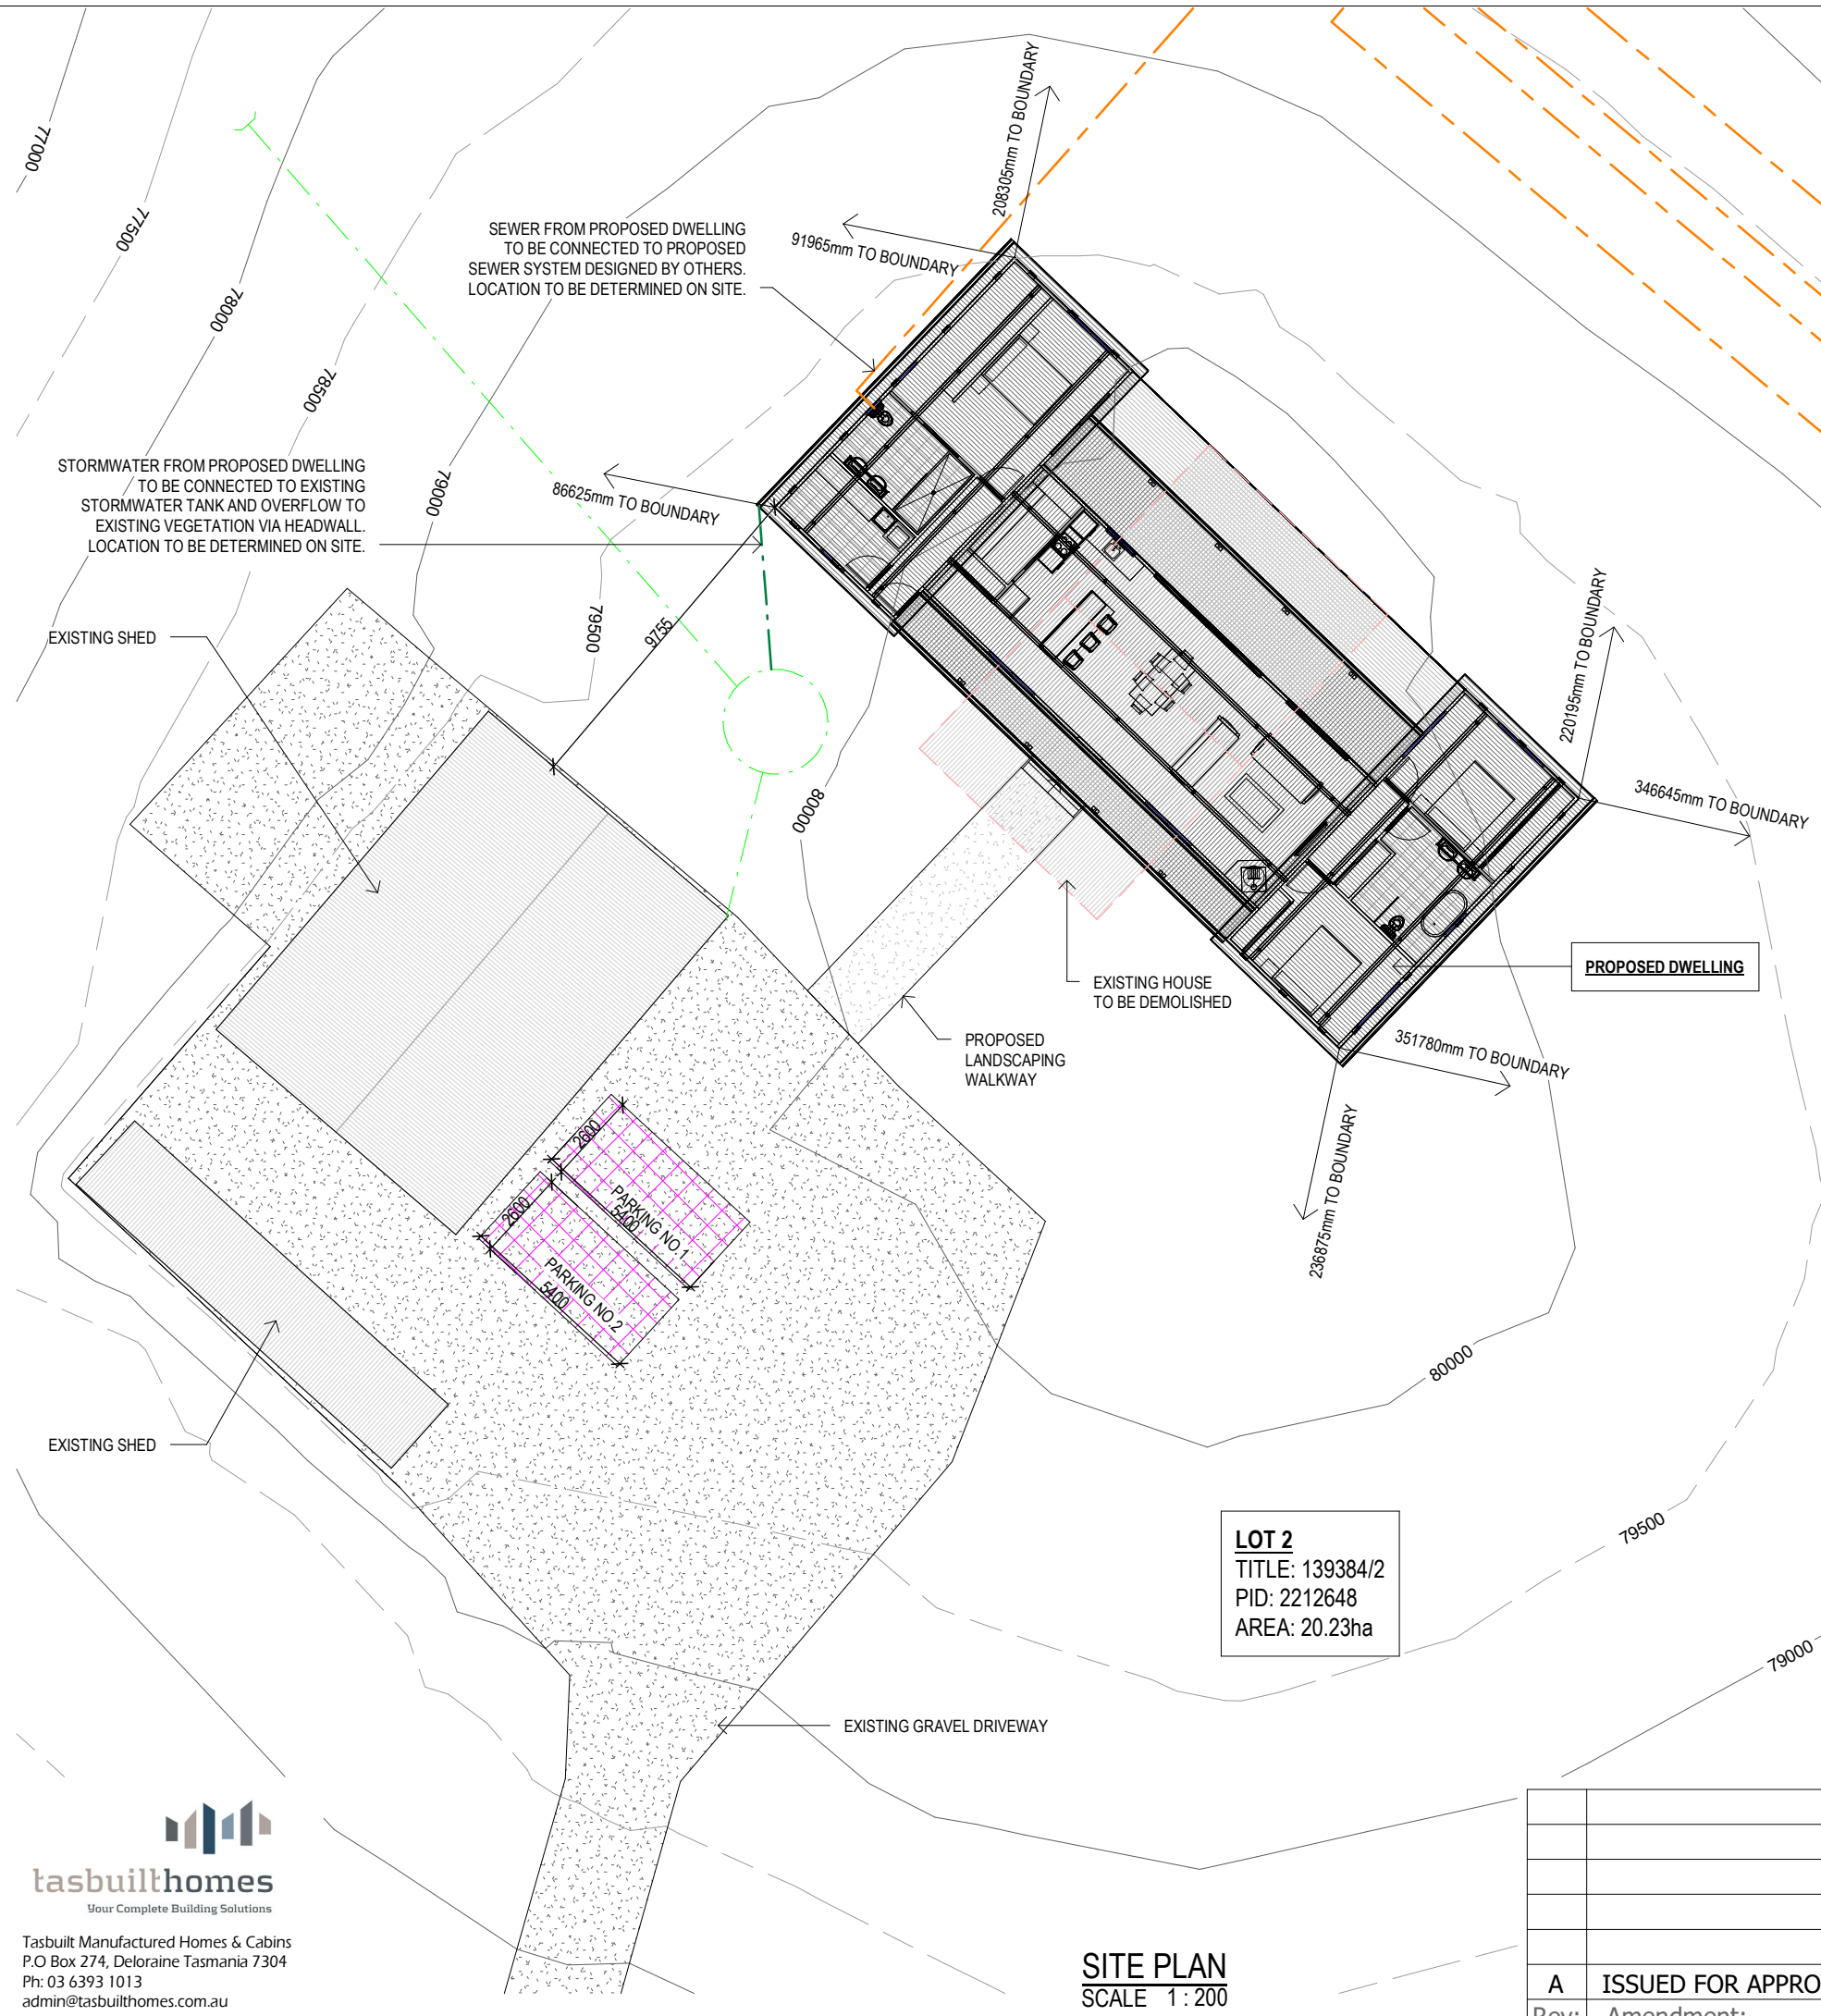 77000
77500
78000
78500
79000
79500
80000
208305mm TO BOUNDARY
91965mm TO BOUNDARY
SEWER FROM PROPOSED DWELLING
TO BE CONNECTED TO PROPOSED
SEWER SYSTEM DESIGNED BY OTHERS.
LOCATION TO BE DETERMINED ON SITE.
STORMWATER FROM PROPOSED DWELLING
TO BE CONNECTED TO EXISTING
STORMWATER TANK AND OVERFLOW TO
EXISTING VEGETATION VIA HEADWALL.
LOCATION TO BE DETERMINED ON SITE.
86625mm TO BOUNDARY
9755
EXISTING SHED
220195mm TO BOUNDARY
346645mm TO BOUNDARY
PROPOSED DWELLING
EXISTING HOUSE
TO BE DEMOLISHED
PROPOSED
LANDSCAPING
WALKWAY
351780mm TO BOUNDARY
236875mm TO BOUNDARY
2600
PARKING NO.1
5400
2600
PARKING NO.2
5400
EXISTING SHED
80000
79500
79000
LOT 2
TITLE: 139384/2
PID: 2212648
AREA: 20.23ha
EXISTING GRAVEL DRIVEWAY
tasbuilthomes
Your Complete Building Solutions
Tasbuilt Manufactured Homes & Cabins
P.O Box 274, Deloraine Tasmania 7304
Ph: 03 6393 1013
admin@tasbuilthomes.com.au
SITE PLAN
SCALE 1 : 200
A ISSUED FOR APPRO
Rev: Amendment: